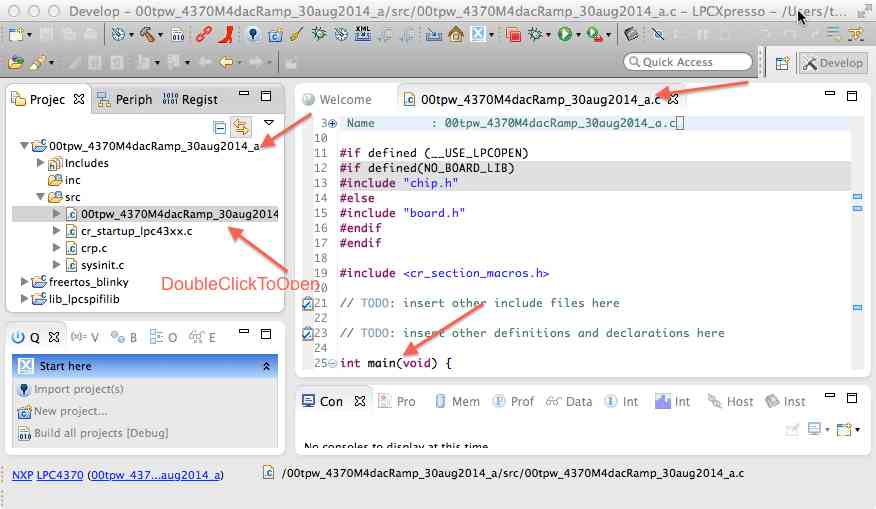 Develop – 00tpw_4370M4dacRamp_30aug2014_a/src/00tpw_4370M4dacRamp_30aug2014_a.c – LPCXpresso – /Users/t...
Quick Access
Develop
Projec
Periph
Regist
Welcome
00tpw_4370M4dacRamp_30aug2014_a.c
00tpw_4370M4dacRamp_30aug2014_a
Includes
inc
src
00tpw_4370M4dacRamp_30aug2014
cr_startup_lpc43xx.c
crp.c
sysinit.c
freertos_blinky
lib_lpcspifilib
DoubleClickToOpen
3 Name : 00tpw_4370M4dacRamp_30aug2014_a.c
10
11 #if defined (__USE_LPCOPEN)
12 #if defined(NO_BOARD_LIB)
13 #include "chip.h"
14 #else
15 #include "board.h"
16 #endif
17 #endif
18
19 #include <cr_section_macros.h>
20
21 // TODO: insert other include files here
22
23 // TODO: insert other definitions and declarations here
24
25 int main(void) {
Q
(x)= V
B
O
E
Start here
Import project(s)
New project...
Build all projects [Debug]
Con
Pro
Mem
Prof
Data
Int
Int
Host
Inst
No consoles to display at this time.
NXP LPC4370 (00tpw_437...aug2014_a)
/00tpw_4370M4dacRamp_30aug2014_a/src/00tpw_4370M4dacRamp_30aug2014_a.c